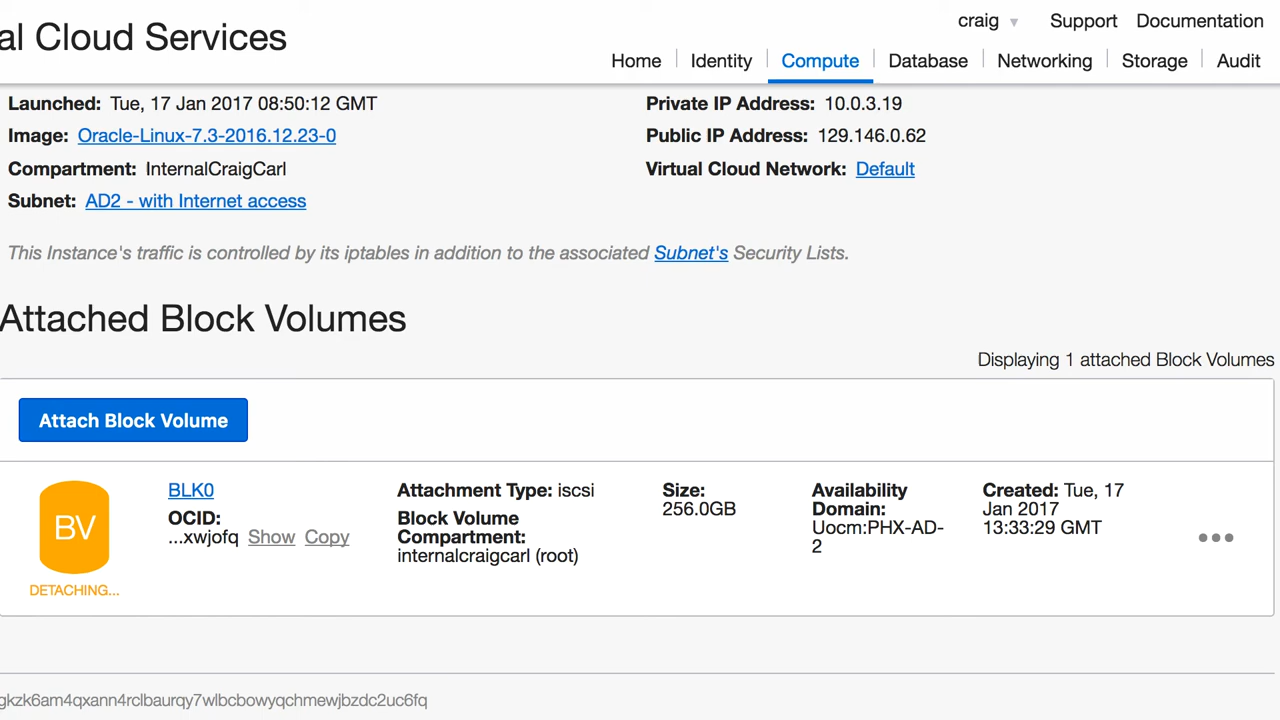 al Cloud Services
craig ▼ Support Documentation
Home Identity Compute Database Networking Storage Audit
Launched: Tue, 17 Jan 2017 08:50:12 GMT
Private IP Address: 10.0.3.19
Image: Oracle-Linux-7.3-2016.12.23-0
Public IP Address: 129.146.0.62
Compartment: InternalCraigCarl
Virtual Cloud Network: Default
Subnet: AD2 - with Internet access
This Instance's traffic is controlled by its iptables in addition to the associated Subnet's Security Lists.
Attached Block Volumes
Displaying 1 attached Block Volumes
Attach Block Volume
BV
DETACHING...
BLK0
OCID:
...xwjofq Show Copy
Attachment Type: iscsi
Block Volume
Compartment:
internalcraigcarl (root)
Size:
256.0GB
Availability
Domain:
Uocm:PHX-AD-
2
Created: Tue, 17
Jan 2017
13:33:29 GMT
gkzk6am4qxann4rclbaurqy7wlbcbowyqchmewjbzdc2uc6fq